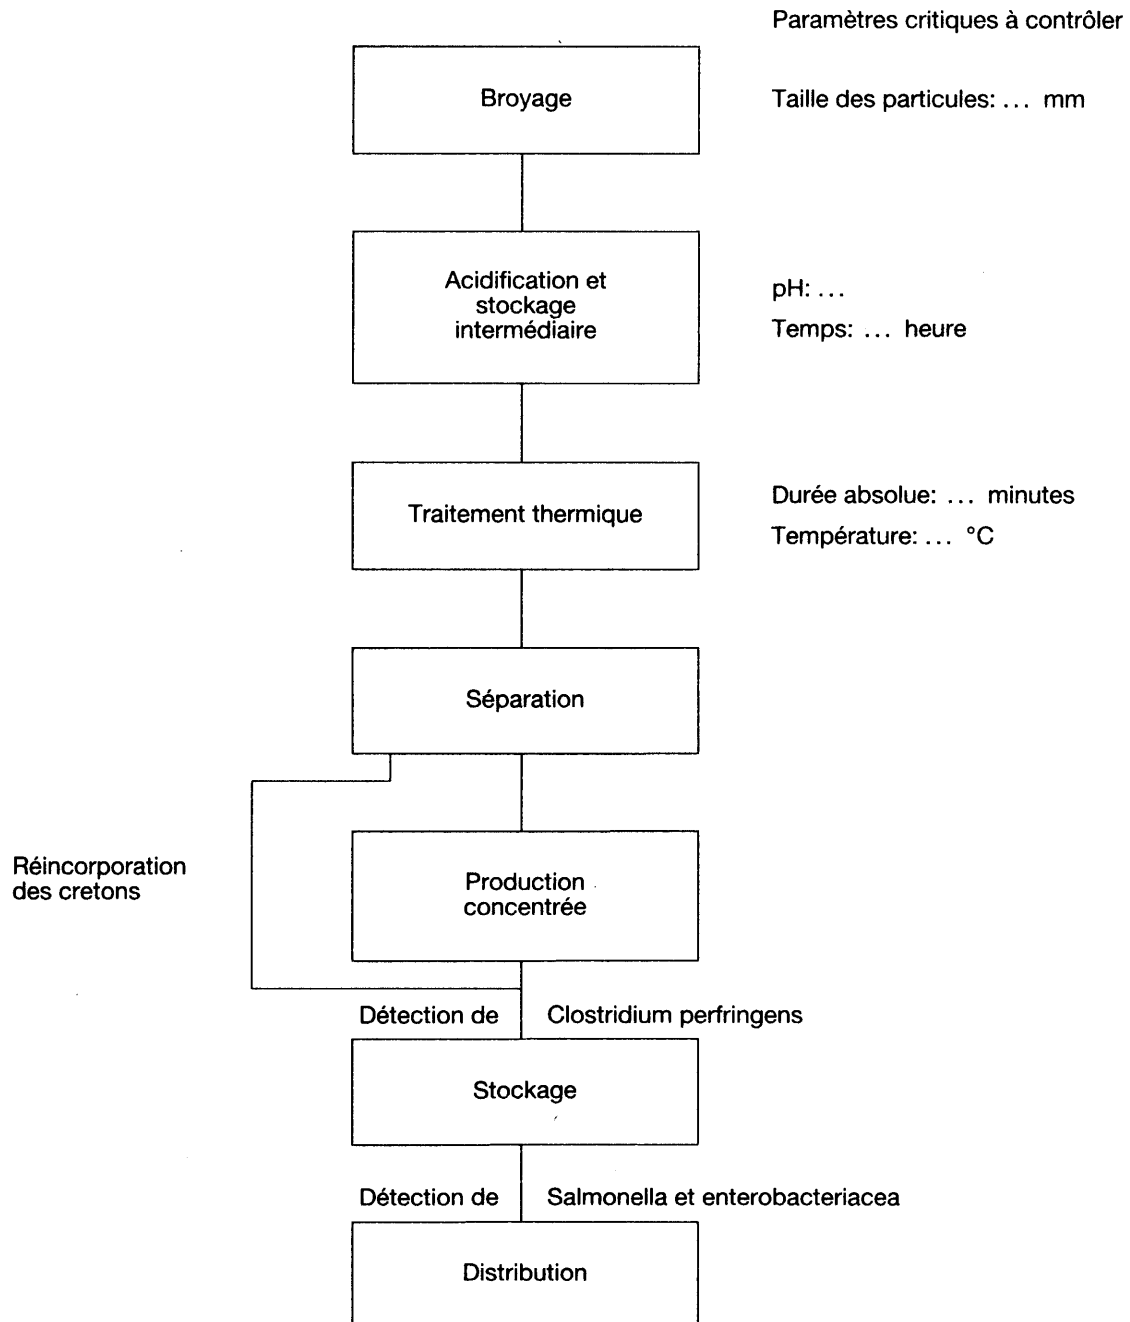 Paramètres critiques à contrôler
Broyage
Taille des particules: ... mm
Acidification et
stockage
intermédiaire
pH: ...
Temps: ... heure
Traitement thermique
Durée absolue: ... minutes
Température: ... °C
Séparation
Réincorporation
des cretons
Production
concentrée
Détection de Clostridium perfringens
Stockage
Détection de Salmonella et enterobacteriacea
Distribution